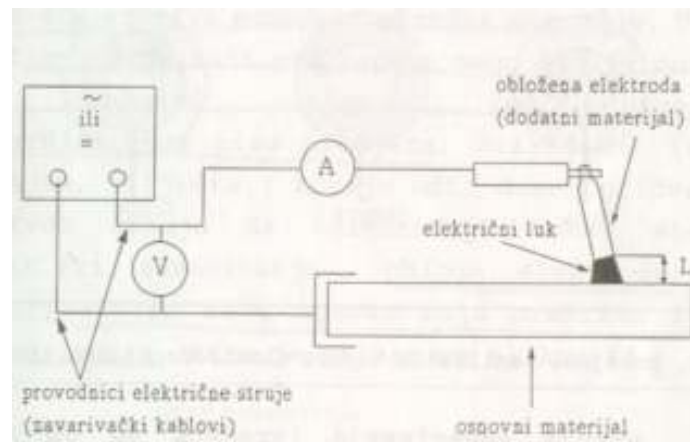 ~
ili
=
A
V
obložena elektroda
(dodatni materijal)
električni luk
L
provodnici električne struje
(zavarivački kablovi)
osnovni materijal